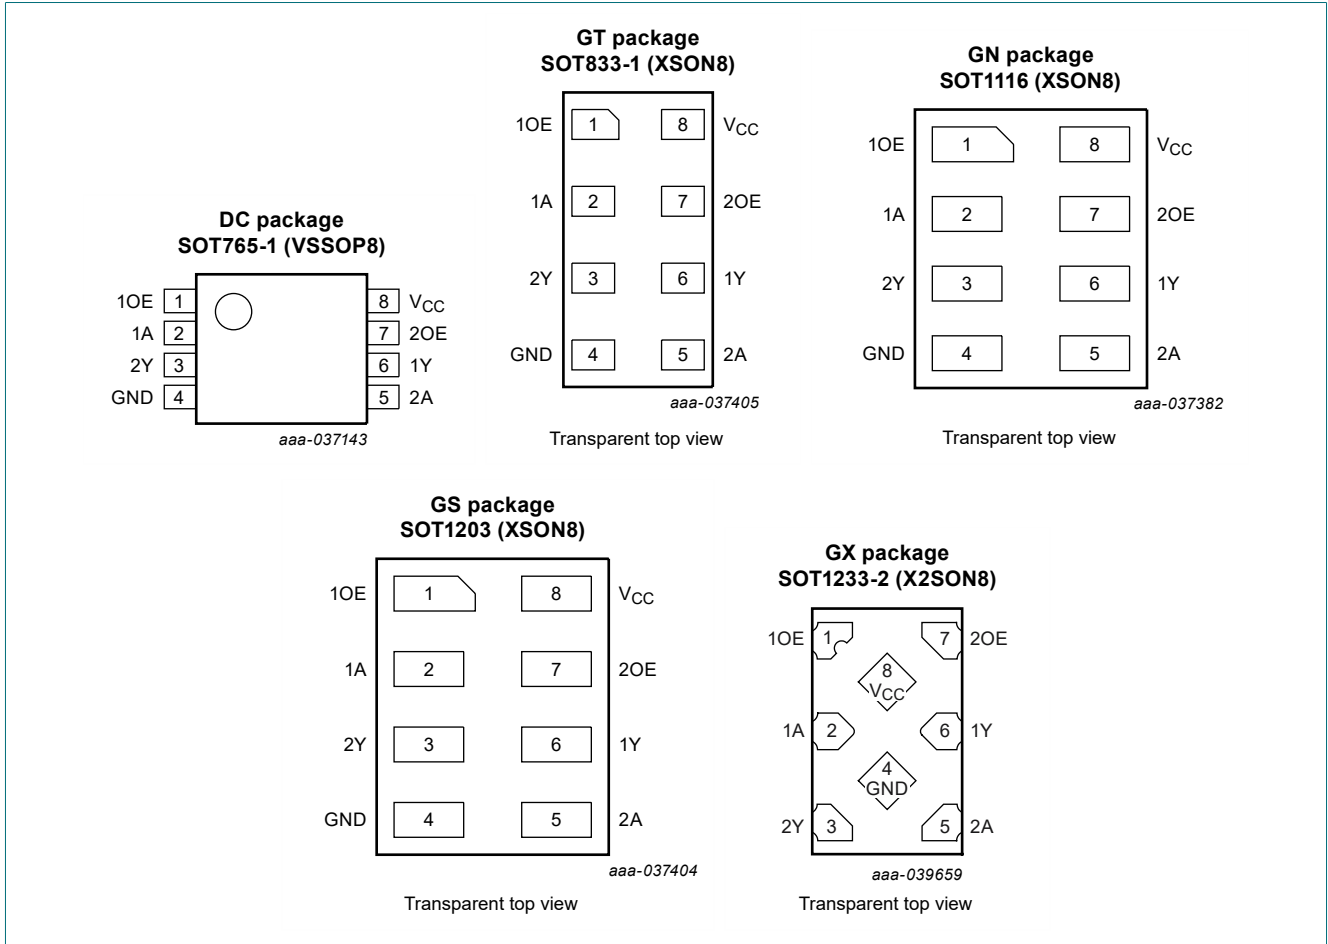 GT package
SOT833-1 (XSON8)
1OE 1 8 VCC
1A 2 7 2OE
2Y 3 6 1Y
GND 4 5 2A
aaa-037405
Transparent top view
GN package
SOT1116 (XSON8)
1OE 1 8 VCC
1A 2 7 2OE
2Y 3 6 1Y
GND 4 5 2A
aaa-037382
Transparent top view
DC package
SOT765-1 (VSSOP8)
1OE 1 8 VCC
1A 2 7 2OE
2Y 3 6 1Y
GND 4 5 2A
aaa-037143
GS package
SOT1203 (XSON8)
1OE 1 8 VCC
1A 2 7 2OE
2Y 3 6 1Y
GND 4 5 2A
aaa-037404
Transparent top view
GX package
SOT1233-2 (X2SON8)
1OE 1 7 2OE
8
VCC
1A 2 6 1Y
4
GND
2Y 3 5 2A
aaa-039659
Transparent top view